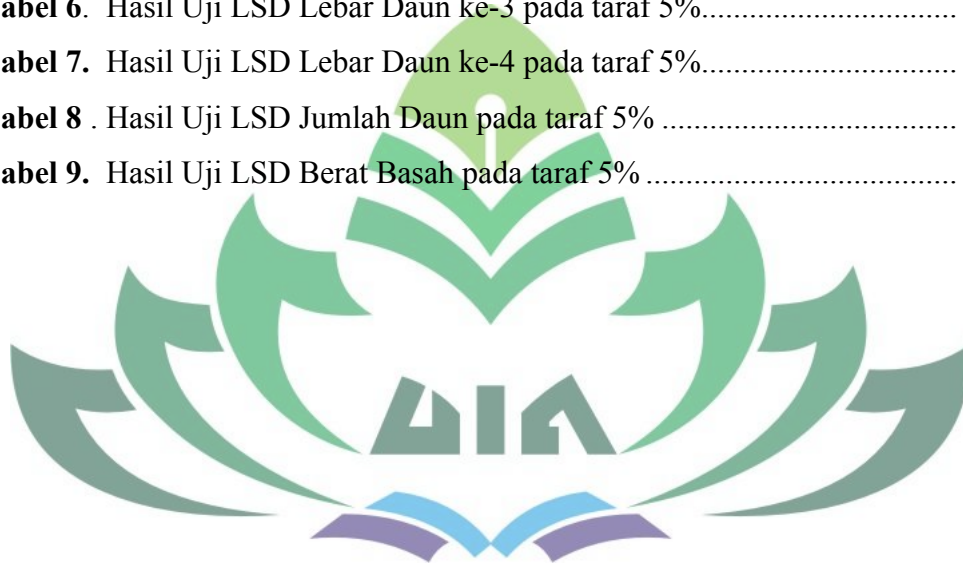 abel 6. Hasil Uji LSD Lebar Daun ke-3 pada taraf 5%................................
abel 7. Hasil Uji LSD Lebar Daun ke-4 pada taraf 5%................................
abel 8 . Hasil Uji LSD Jumlah Daun pada taraf 5% .....................................
abel 9. Hasil Uji LSD Berat Basah pada taraf 5% .......................................
UIN